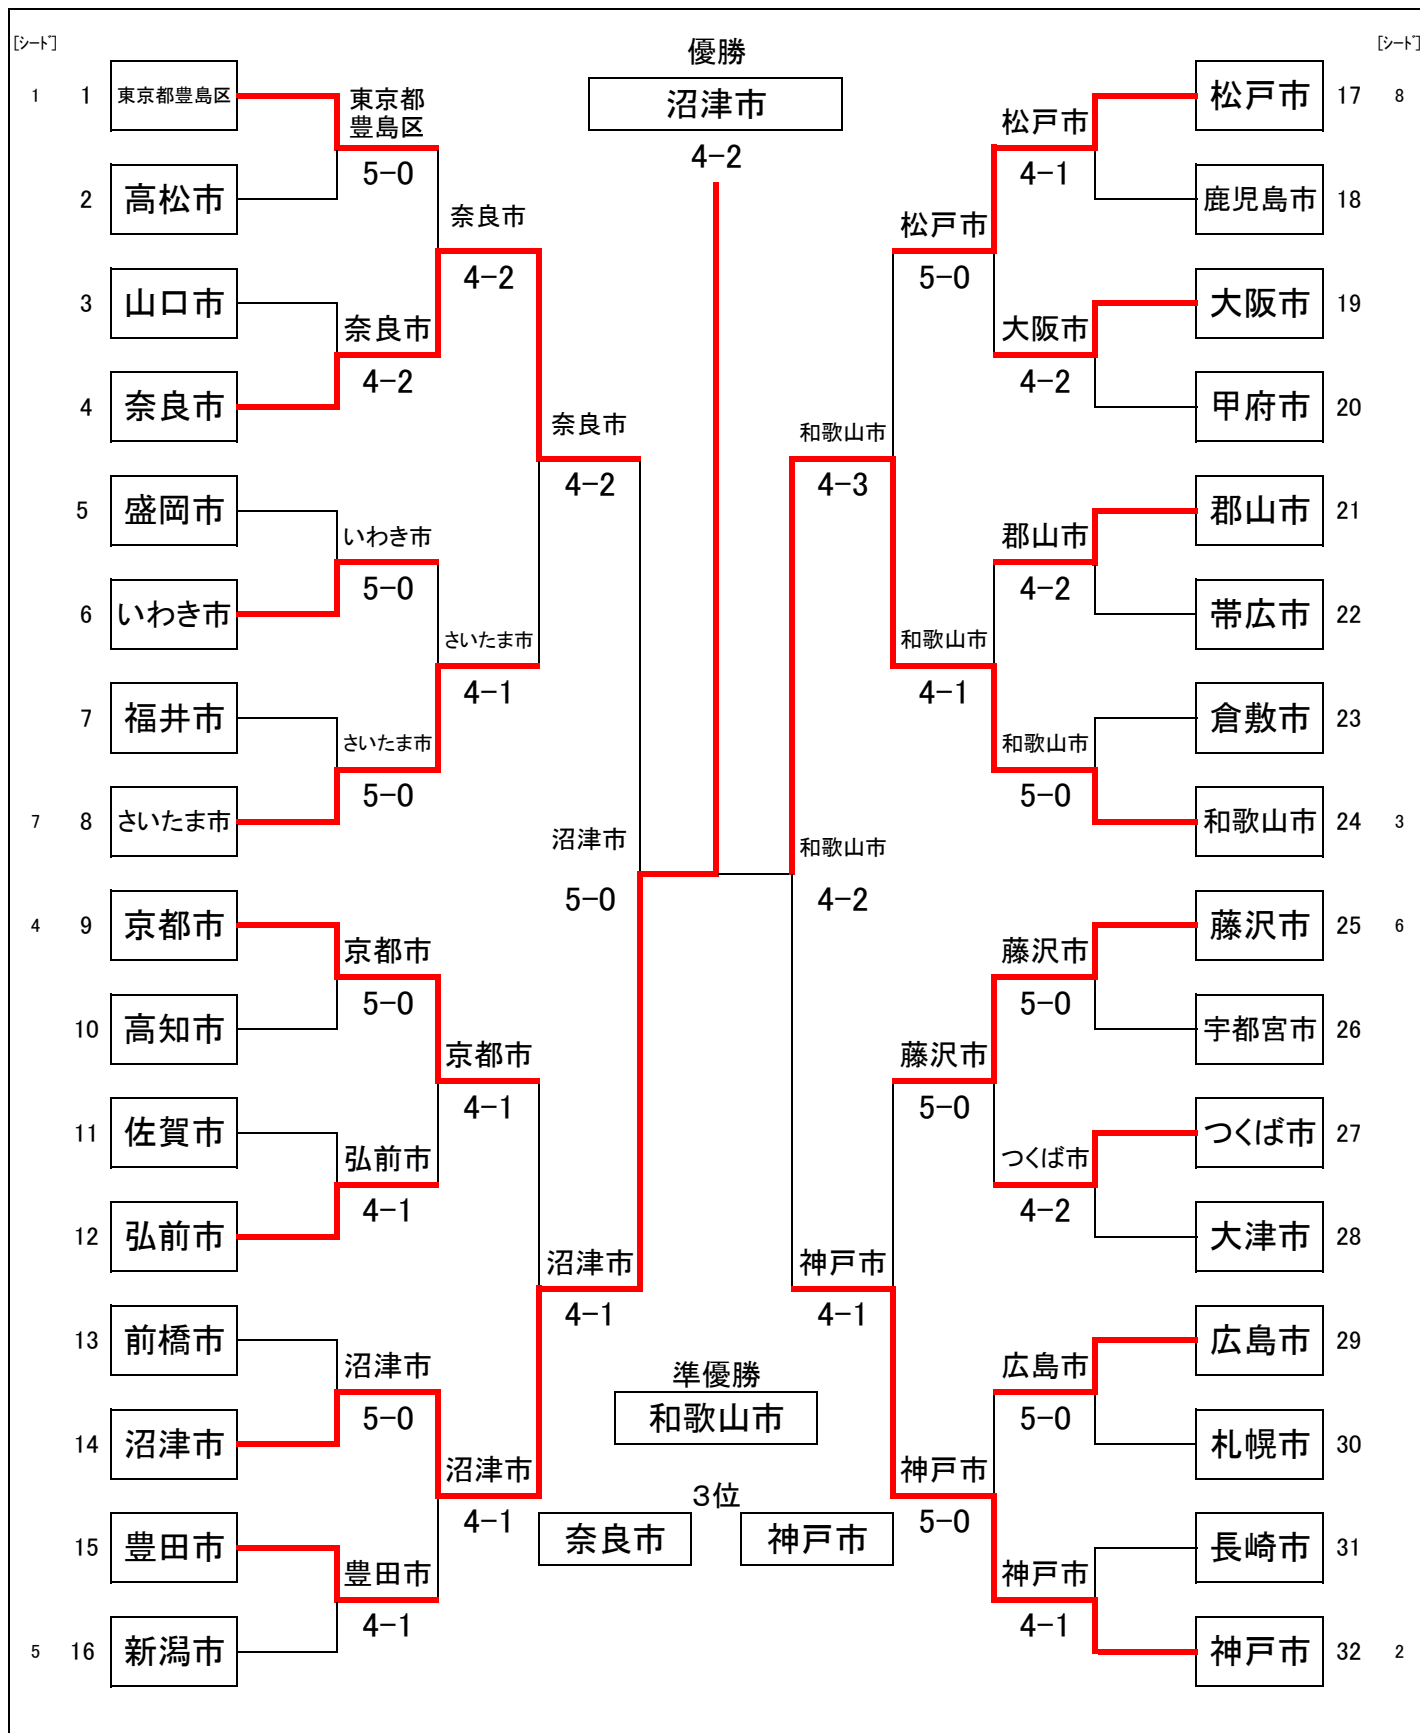 [ｼｰﾄﾞ]
[ｼｰﾄﾞ]
優勝
沼津市
4-2
1 1 東京都豊島区
2 高松市
3 山口市
4 奈良市
5 盛岡市
6 いわき市
7 福井市
7 8 さいたま市
4 9 京都市
10 高知市
11 佐賀市
12 弘前市
13 前橋市
14 沼津市
15 豊田市
5 16 新潟市
東京都
豊島区
5-0
奈良市
4-2
いわき市
5-0
さいたま市
5-0
京都市
5-0
弘前市
4-1
沼津市
5-0
豊田市
4-1
奈良市
4-2
さいたま市
4-1
京都市
4-1
沼津市
4-1
奈良市
4-2
沼津市
4-1
沼津市
5-0
和歌山市
4-2
和歌山市
4-3
神戸市
4-1
松戸市
5-0
和歌山市
4-1
藤沢市
5-0
神戸市
5-0
松戸市
4-1
大阪市
4-2
郡山市
4-2
和歌山市
5-0
藤沢市
5-0
つくば市
4-2
広島市
5-0
神戸市
4-1
松戸市 17 8
鹿児島市 18
大阪市 19
甲府市 20
郡山市 21
帯広市 22
倉敷市 23
和歌山市 24 3
藤沢市 25 6
宇都宮市 26
つくば市 27
大津市 28
広島市 29
札幌市 30
長崎市 31
神戸市 32 2
準優勝
和歌山市
３位
奈良市 神戸市